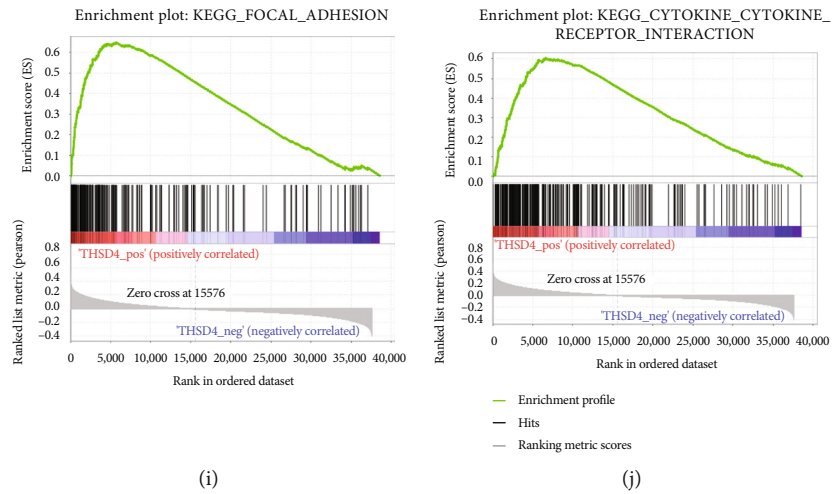 Enrichment plot: KEGG_FOCAL_ADHESION
Enrichment score (ES)
0.6
0.5
0.4
0.3
0.2
0.1
0.0
Ranked list metric (pearson)
0.8
0.6
0.4
0.2
0.0
−0.2
−0.4
'THSD4_pos' (positively correlated)
Zero cross at 15576
'THSD4_neg' (negatively correlated)
0 5,000 10,000 15,000 20,000 25,000 30,000 35,000 40,000
Rank in ordered dataset
(i)
Enrichment plot: KEGG_CYTOKINE_CYTOKINE_
RECEPTOR_INTERACTION
Enrichment score (ES)
0.6
0.5
0.4
0.3
0.2
0.1
0.0
Ranked list metric (pearson)
0.8
0.6
0.4
0.2
0.0
−0.2
−0.4
'THSD4_pos' (positively correlated)
Zero cross at 15576
'THSD4_neg' (negatively correlated)
0 5,000 10,000 15,000 20,000 25,000 30,000 35,000 40,000
Rank in ordered dataset
Enrichment profile
Hits
Ranking metric scores
(j)